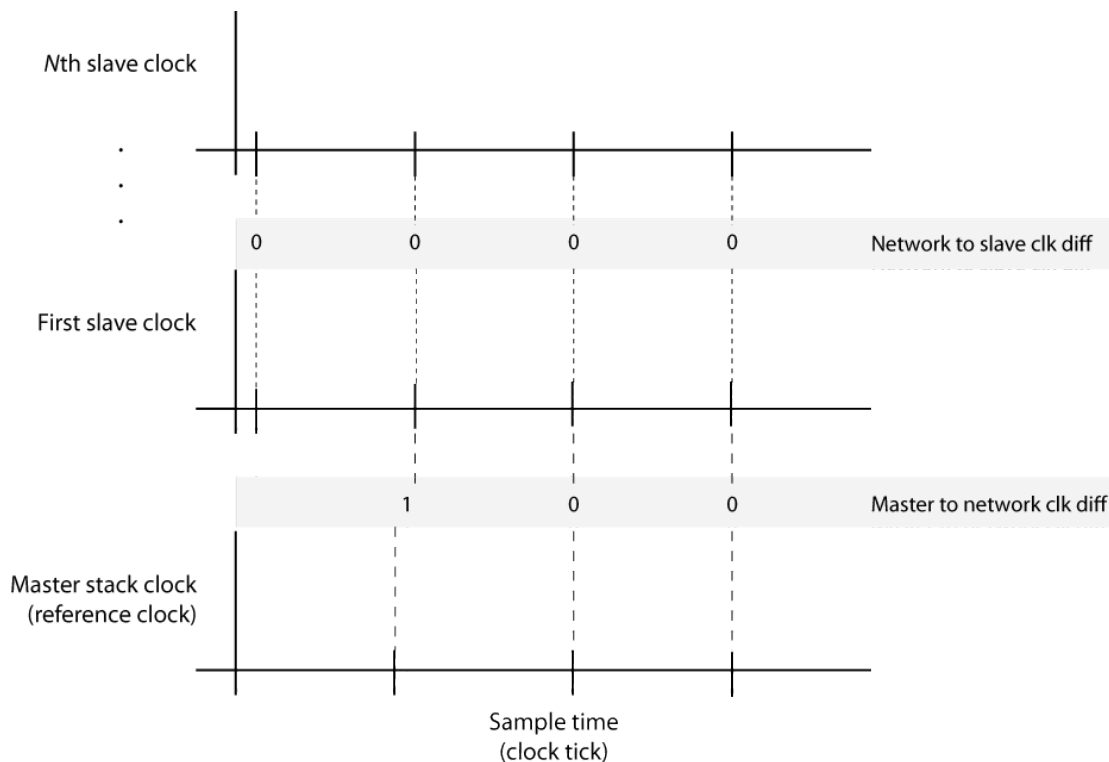 Nth slave clock
0 0 0 0 Network to slave clk diff
First slave clock
1 0 0 Master to network clk diff
Master stack clock
(reference clock)
Sample time
(clock tick)